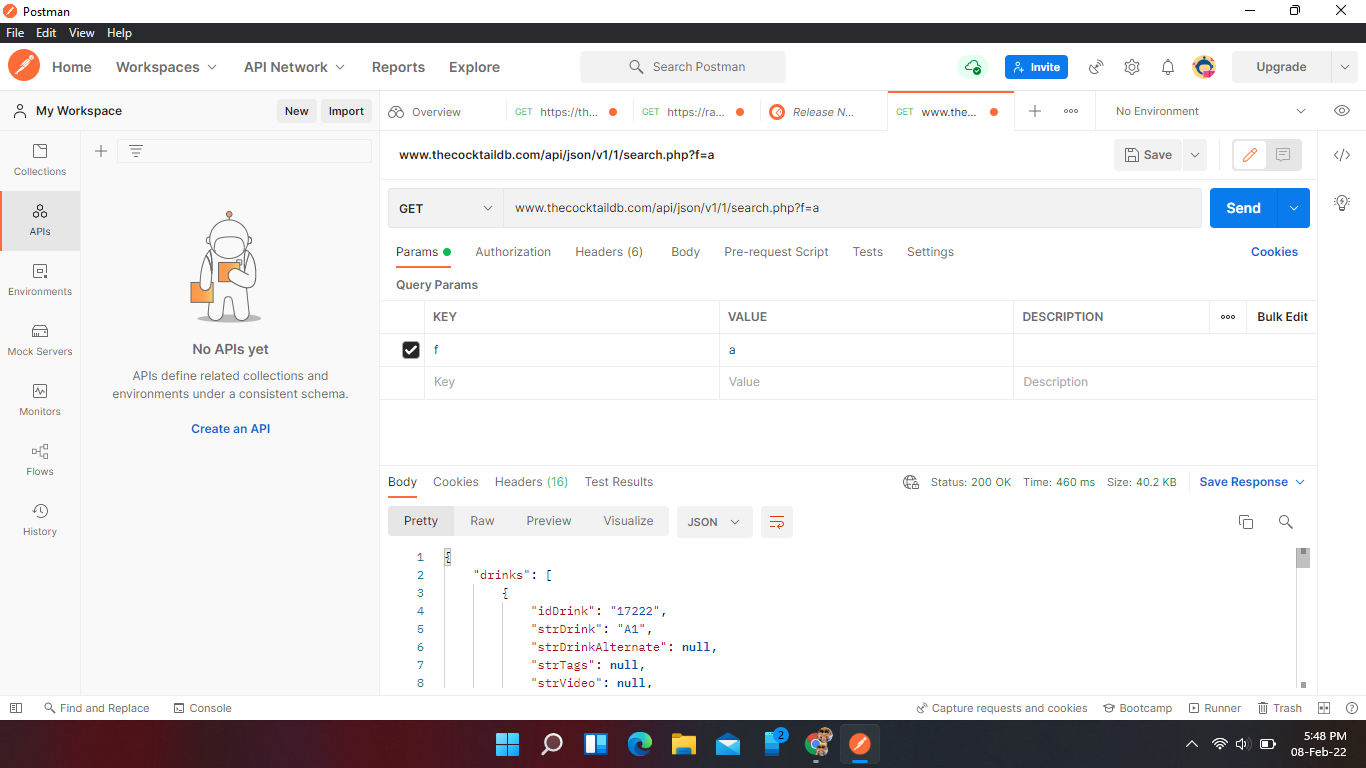 Postman
File Edit View Help
Home Workspaces API Network Reports Explore Search Postman Invite Upgrade
My Workspace New Import Overview GET https://th... GET https://ra... Release N... GET www.the... No Environment
Collections
APIs
Environments
Mock Servers
Monitors
Flows
History
No APIs yet
APIs define related collections and
environments under a consistent schema.
Create an API
www.thecocktaildb.com/api/json/v1/1/search.php?f=a Save
GET www.thecocktaildb.com/api/json/v1/1/search.php?f=a Send
Params Authorization Headers (6) Body Pre-request Script Tests Settings Cookies
Query Params
KEY VALUE DESCRIPTION Bulk Edit
f a
Key Value Description
Body Cookies Headers (16) Test Results Status: 200 OK Time: 460 ms Size: 40.2 KB Save Response
Pretty Raw Preview Visualize JSON
1 {
2 "drinks": [
3 {
4 "idDrink": "17222",
5 "strDrink": "A1",
6 "strDrinkAlternate": null,
7 "strTags": null,
8 "strVideo": null,
Find and Replace Console Capture requests and cookies Bootcamp Runner Trash
2
5:48 PM
08-Feb-22